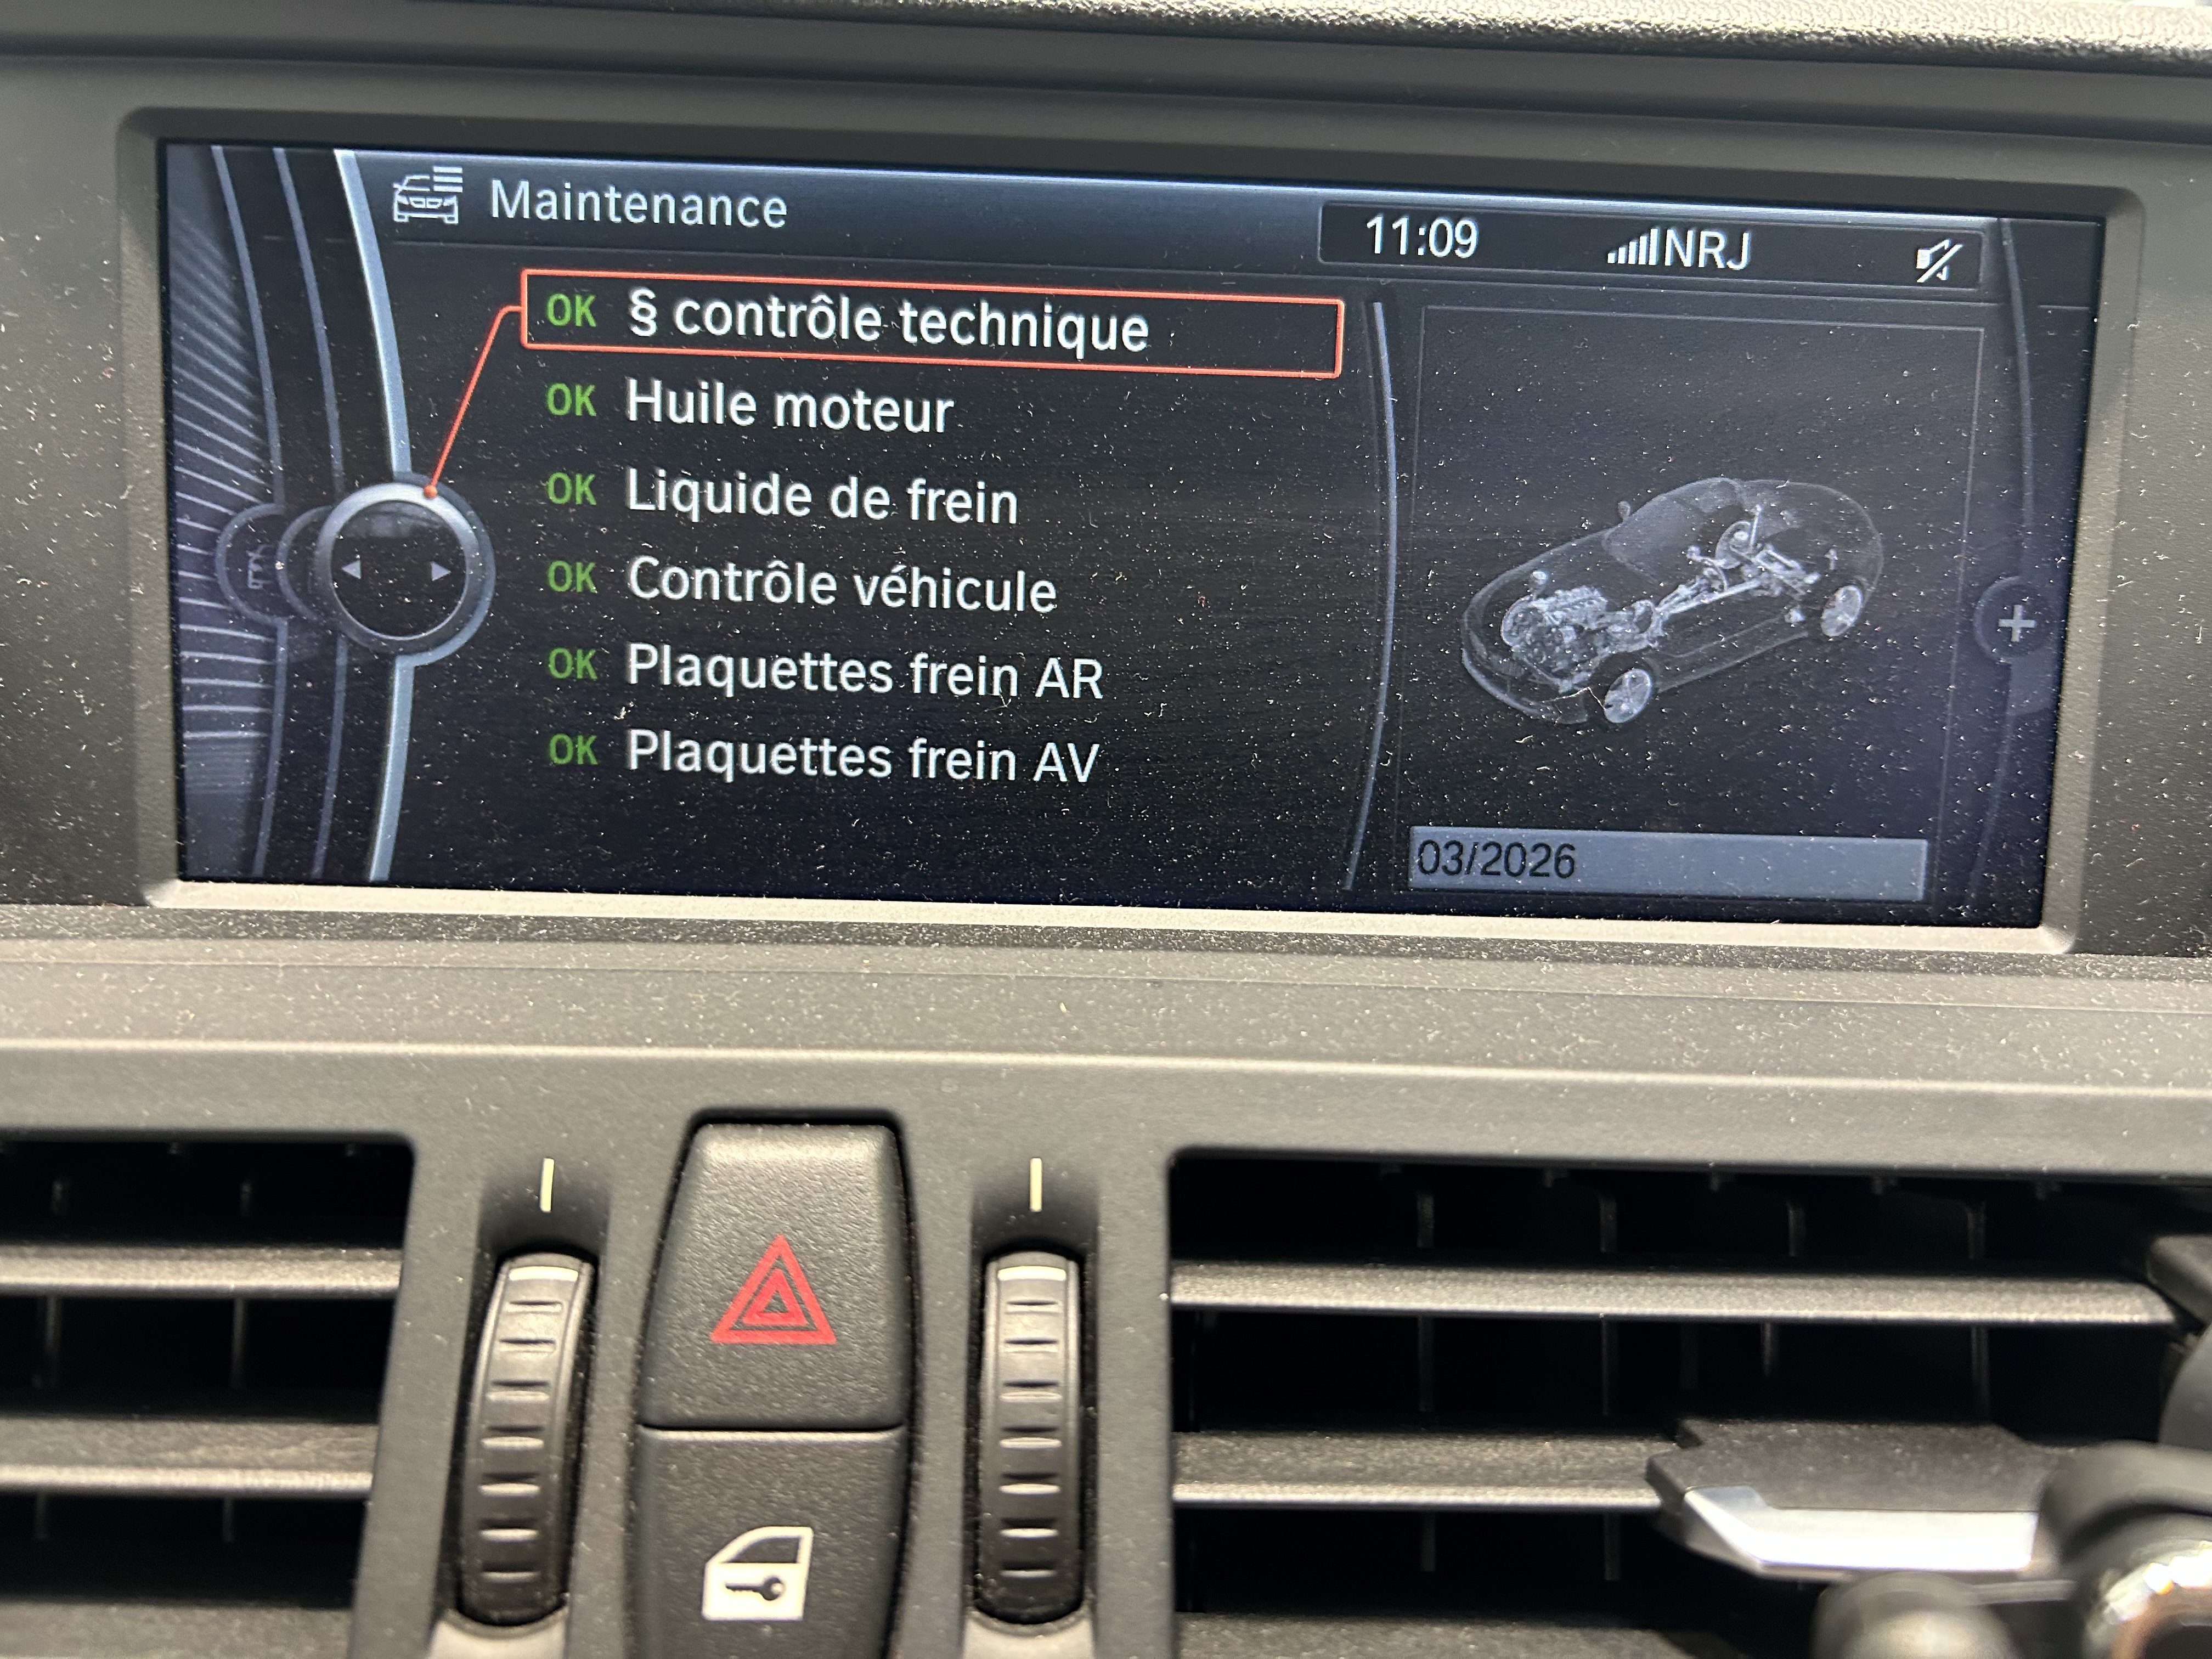 Maintenance
11:09 NRJ
OK § contrôle technique
OK Huile moteur
OK Liquide de frein
OK Contrôle véhicule
OK Plaquettes frein AR
OK Plaquettes frein AV
03/2026